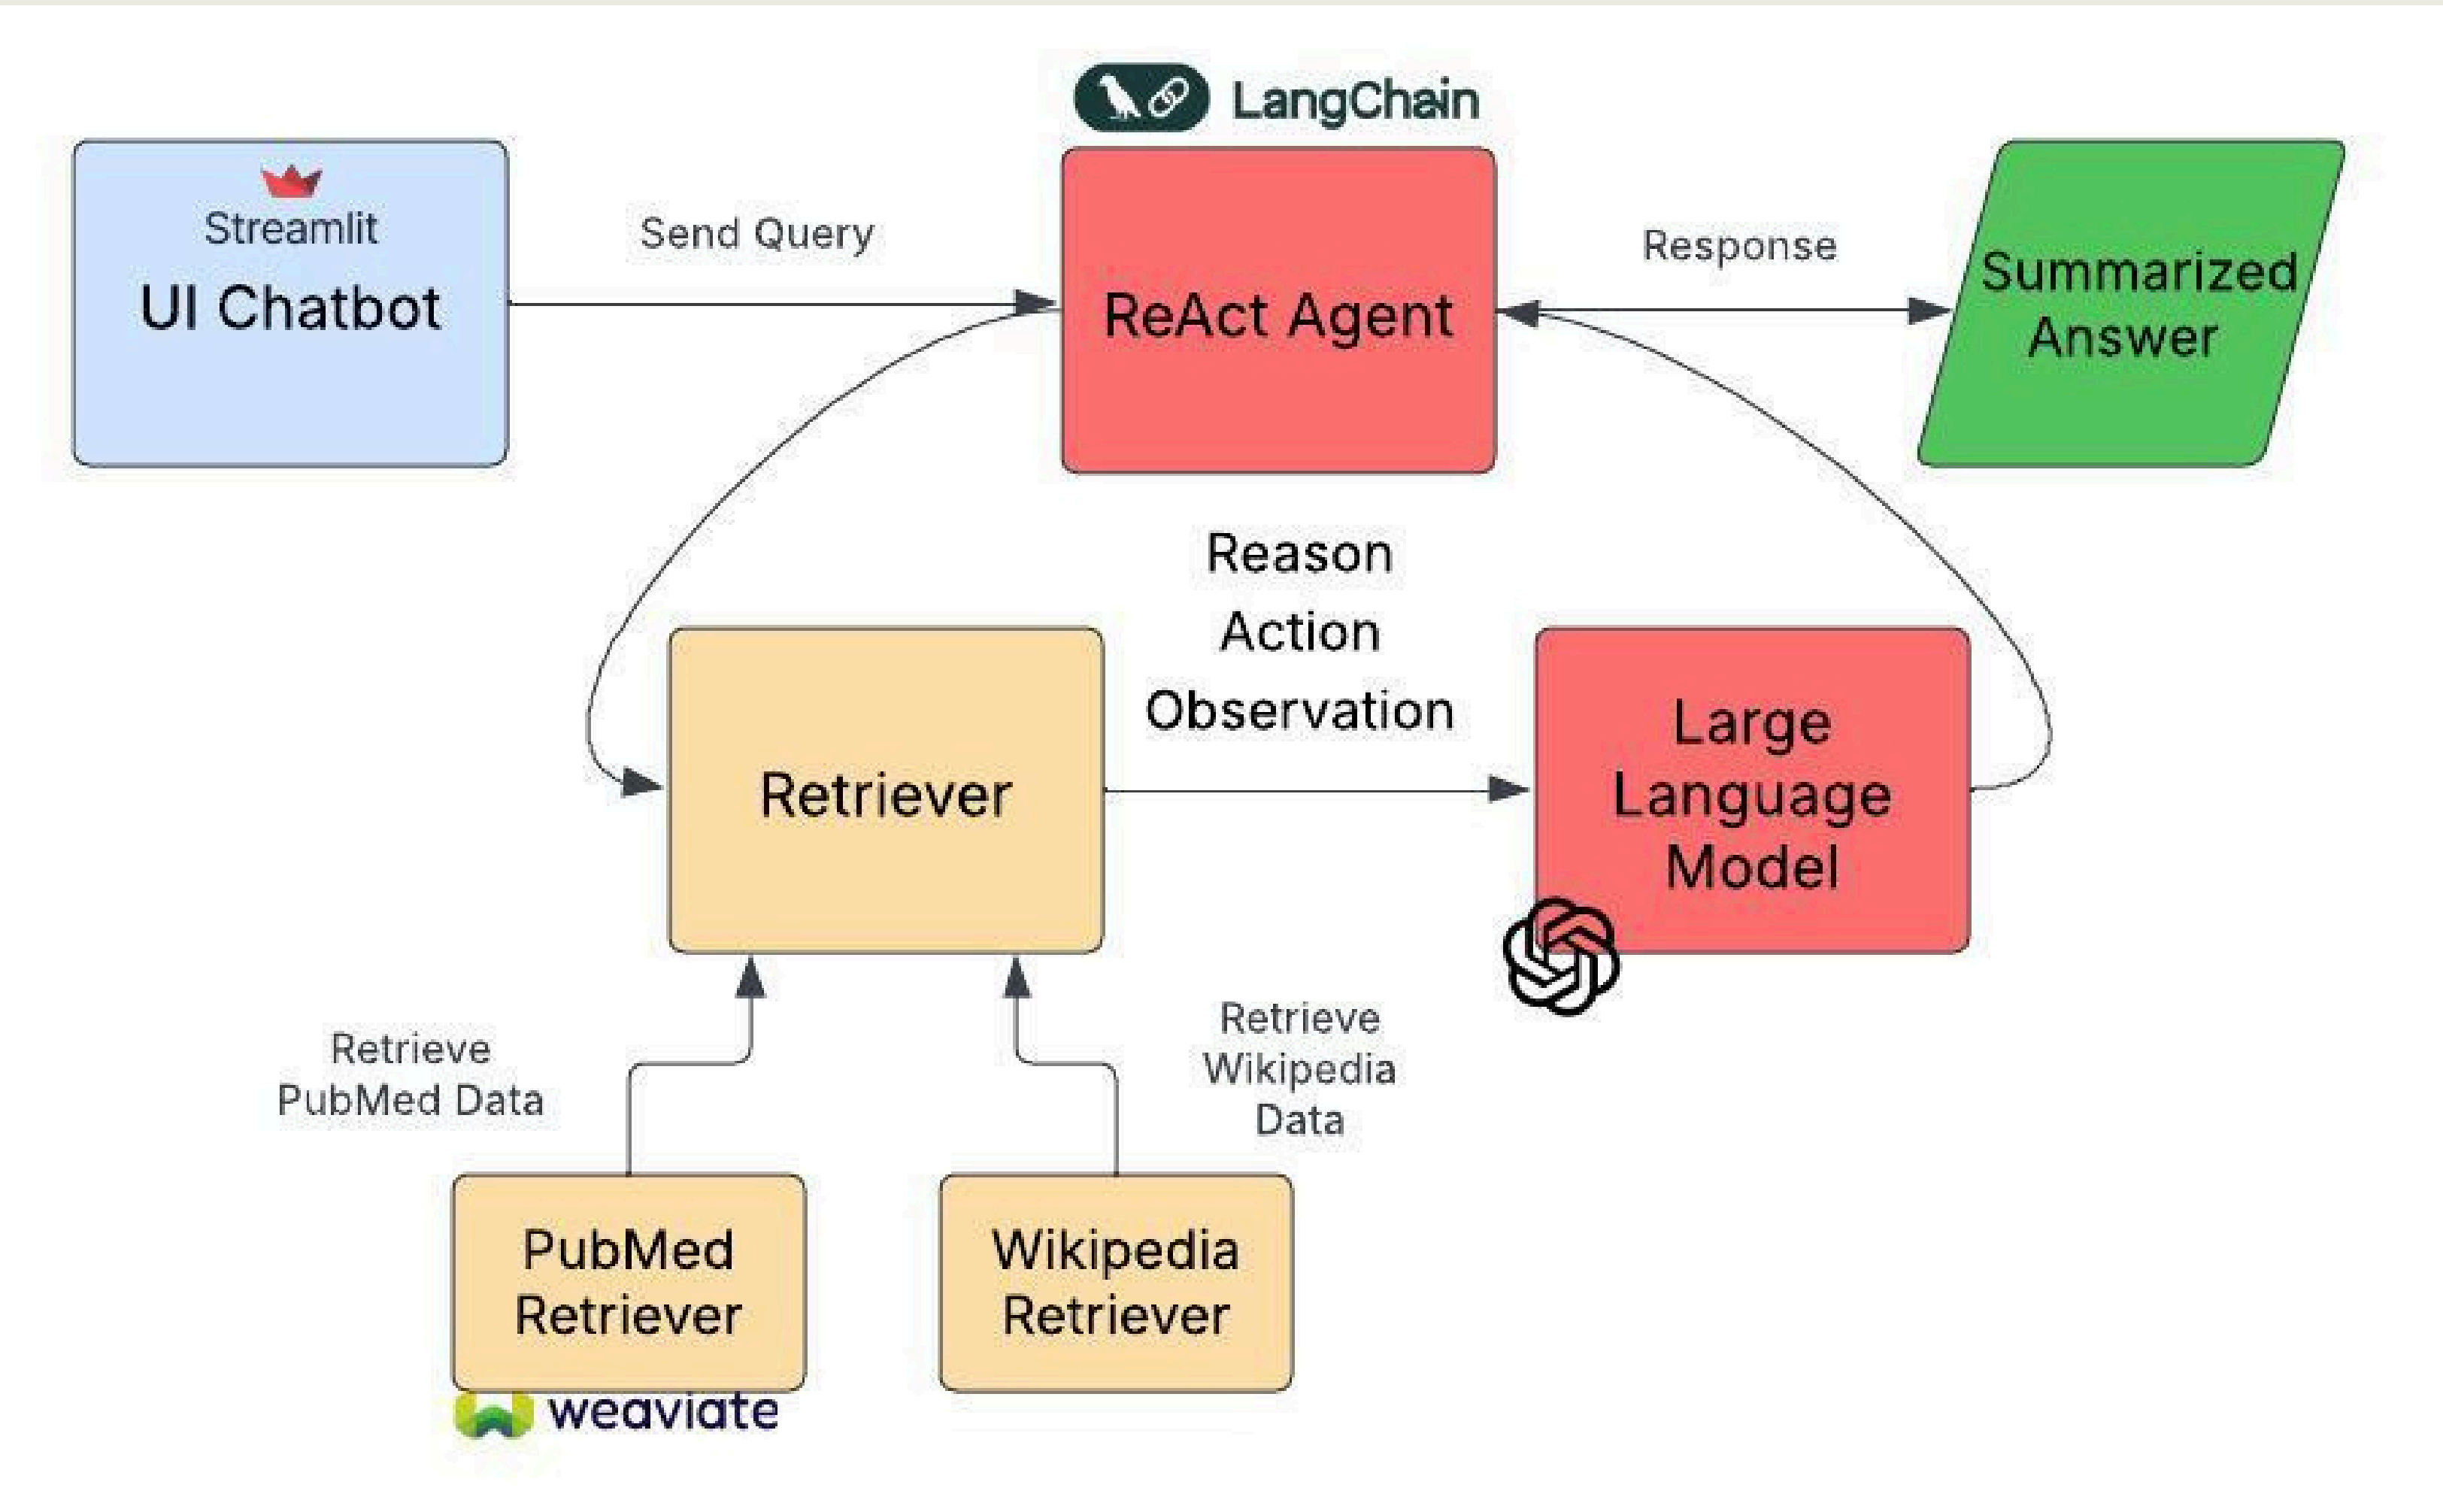 LangChain
Streamlit
UI Chatbot
Send Query
ReAct Agent
Response
Summarized
Answer
Reason
Action
Observation
Retriever
Large
Language
Model
Retrieve
PubMed Data
Retrieve
Wikipedia
Data
PubMed
Retriever
Wikipedia
Retriever
weaviate